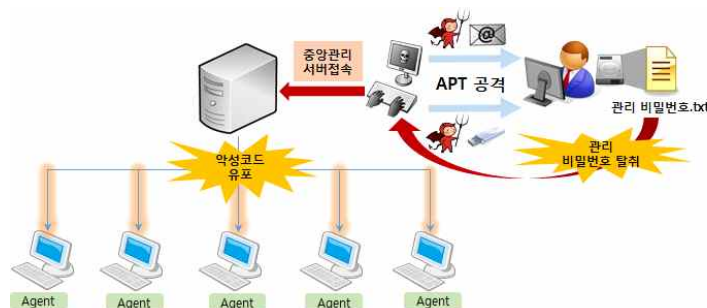 중앙관리
서버접속
@
APT 공격
관리 비밀번호.txt
관리
비밀번호 탈취
악성코드
유포
Agent
Agent
Agent
Agent
Agent